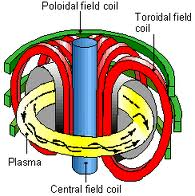 Poloidal field coil
Toroidal field
coil
Plasma
Central field coil